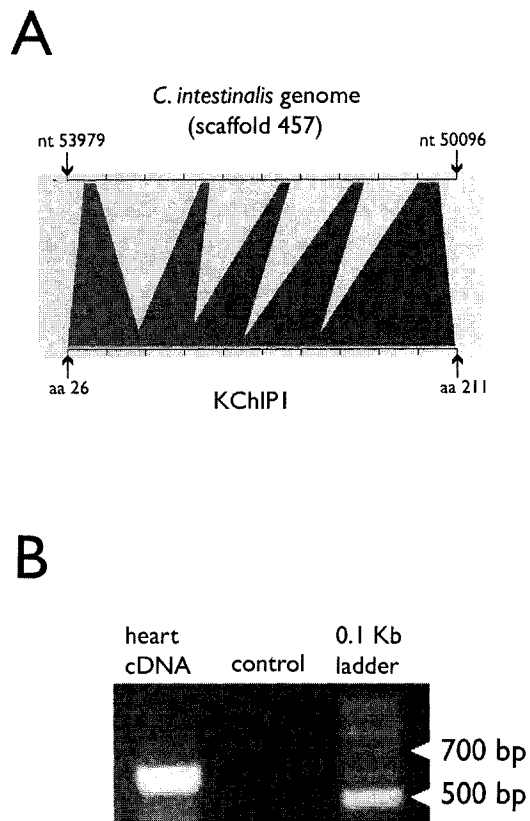 A
C. intestinalis genome
(scaffold 457)
nt 53979
nt 50096
aa 26
KChIP1
aa 211
B
heart
cDNA
control
0.1 Kb
ladder
700 bp
500 bp